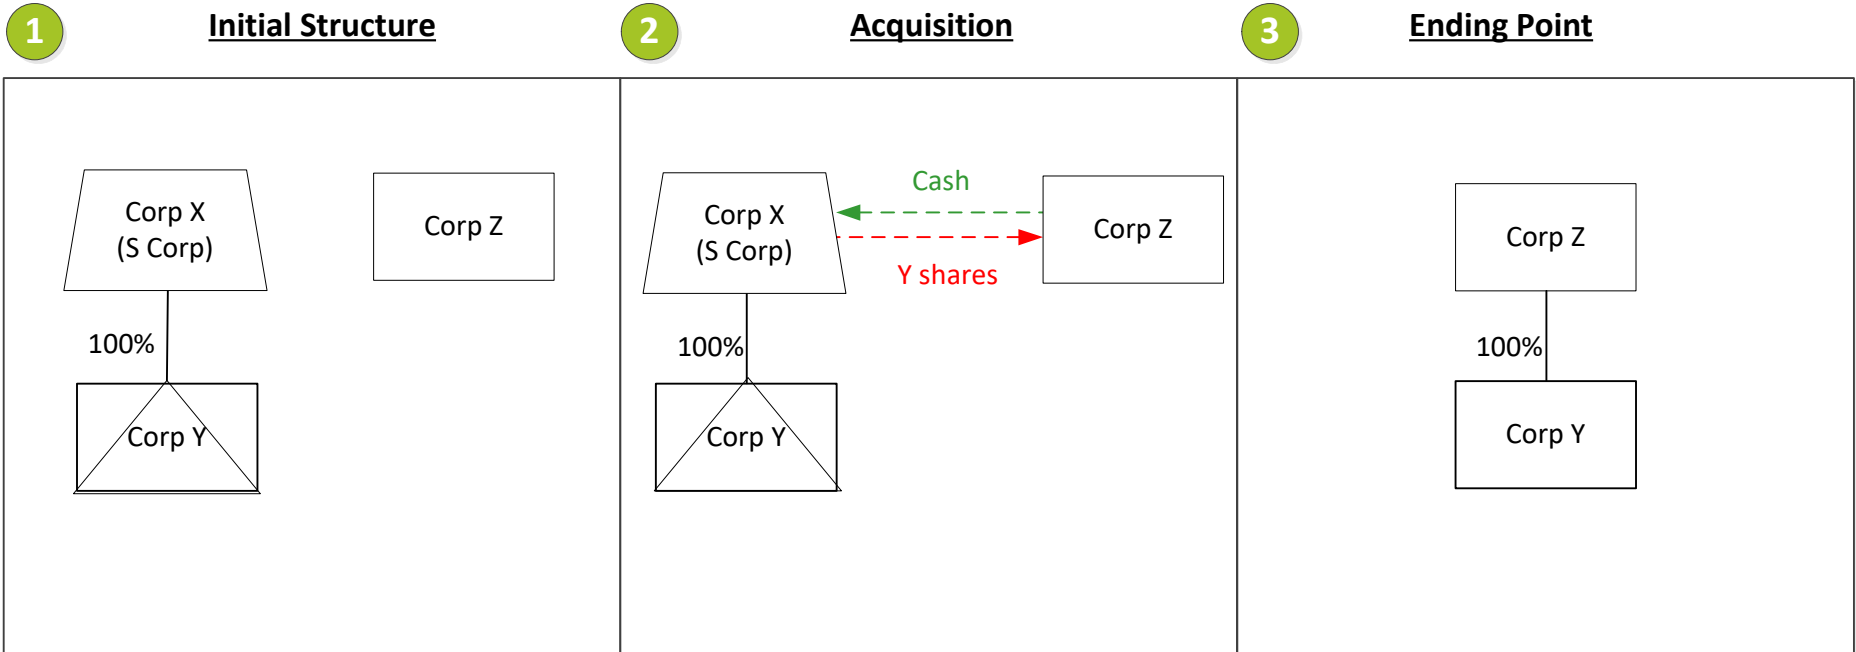 1
Initial Structure
2
Acquisition
3
Ending Point
Corp X
(S Corp)
Corp Z
100%
Corp Y
Corp X
(S Corp)
Cash
Y shares
Corp Z
100%
Corp Y
Corp Z
100%
Corp Y